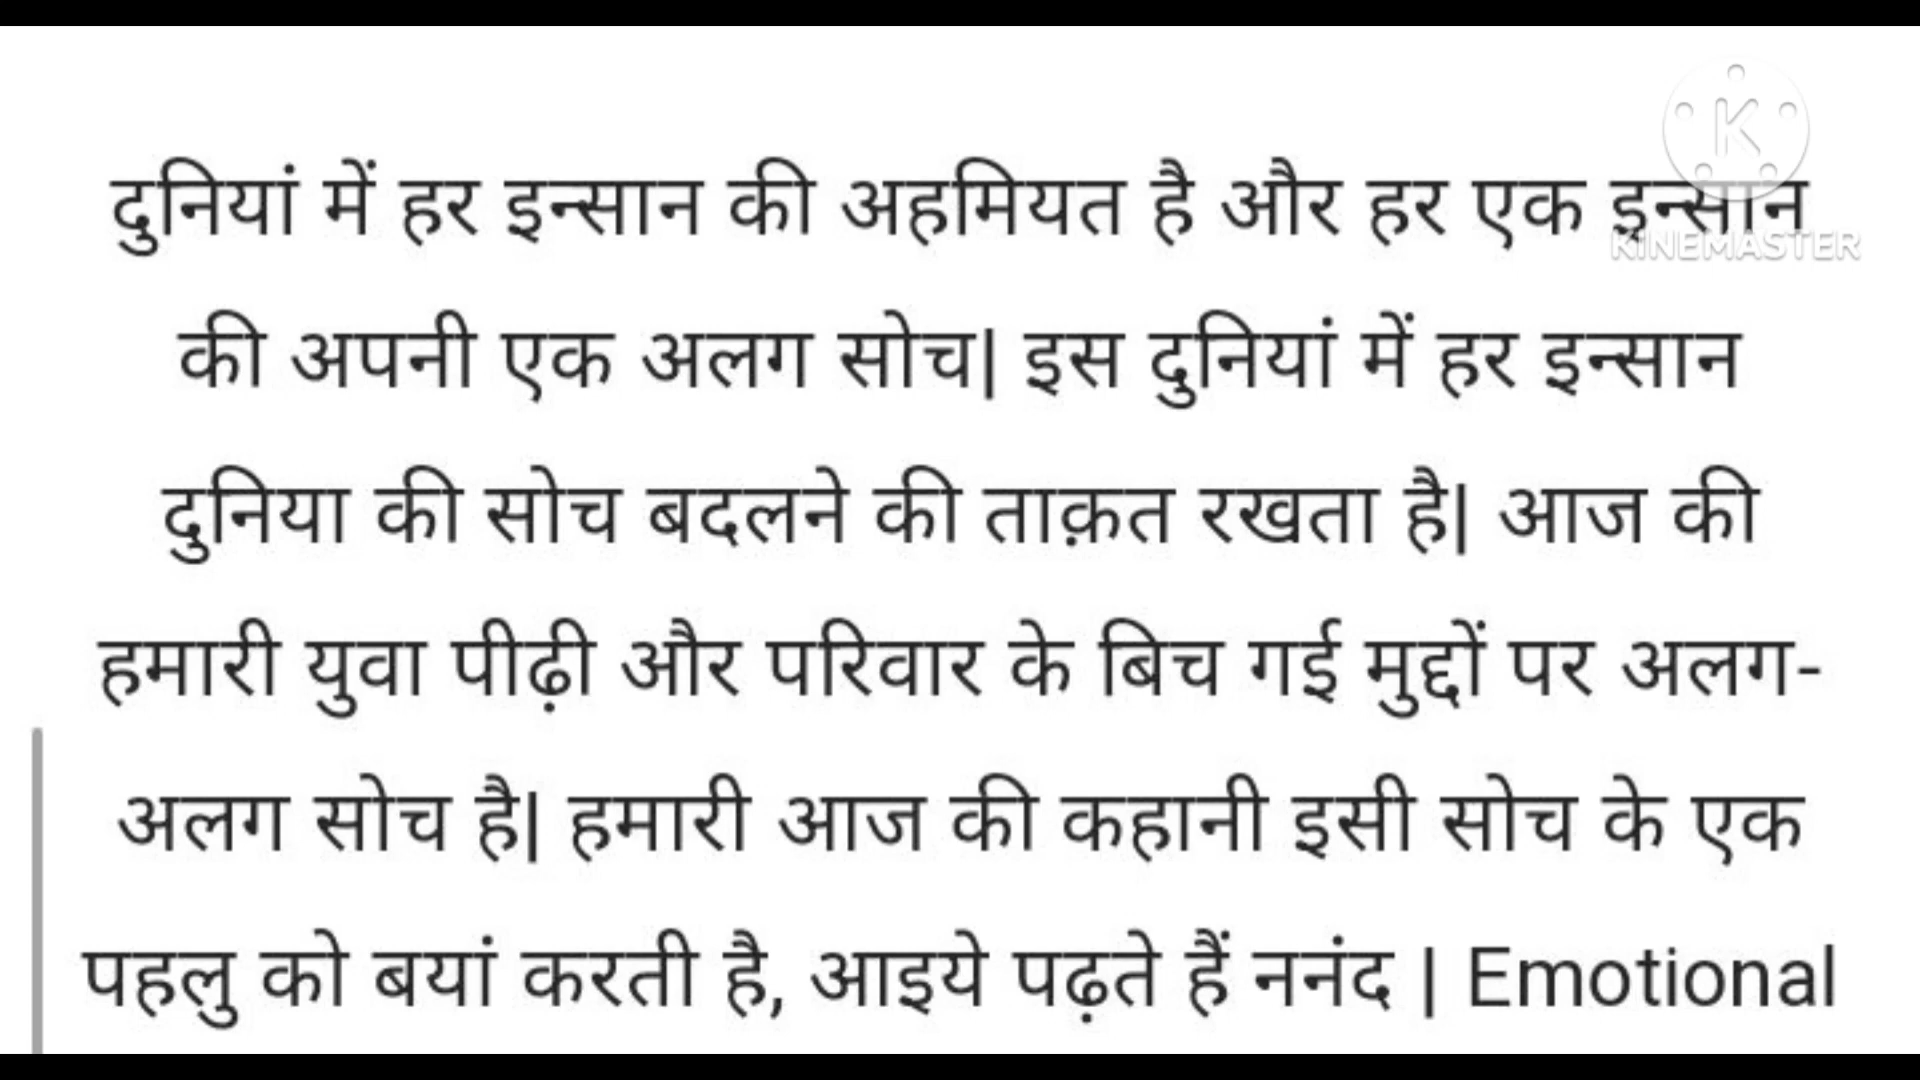 दुनियां में हर इन्सान की अहमियत है और हर एक इन्सान
KINEMASTER
की अपनी एक अलग सोच| इस दुनियां में हर इन्सान
दुनिया की सोच बदलने की ताक़त रखता है| आज की
हमारी युवा पीढ़ी और परिवार के बिच गई मुद्दों पर अलग-
अलग सोच है| हमारी आज की कहानी इसी सोच के एक
पहलु को बयां करती है, आइये पढ़ते हैं ननंद | Emotional